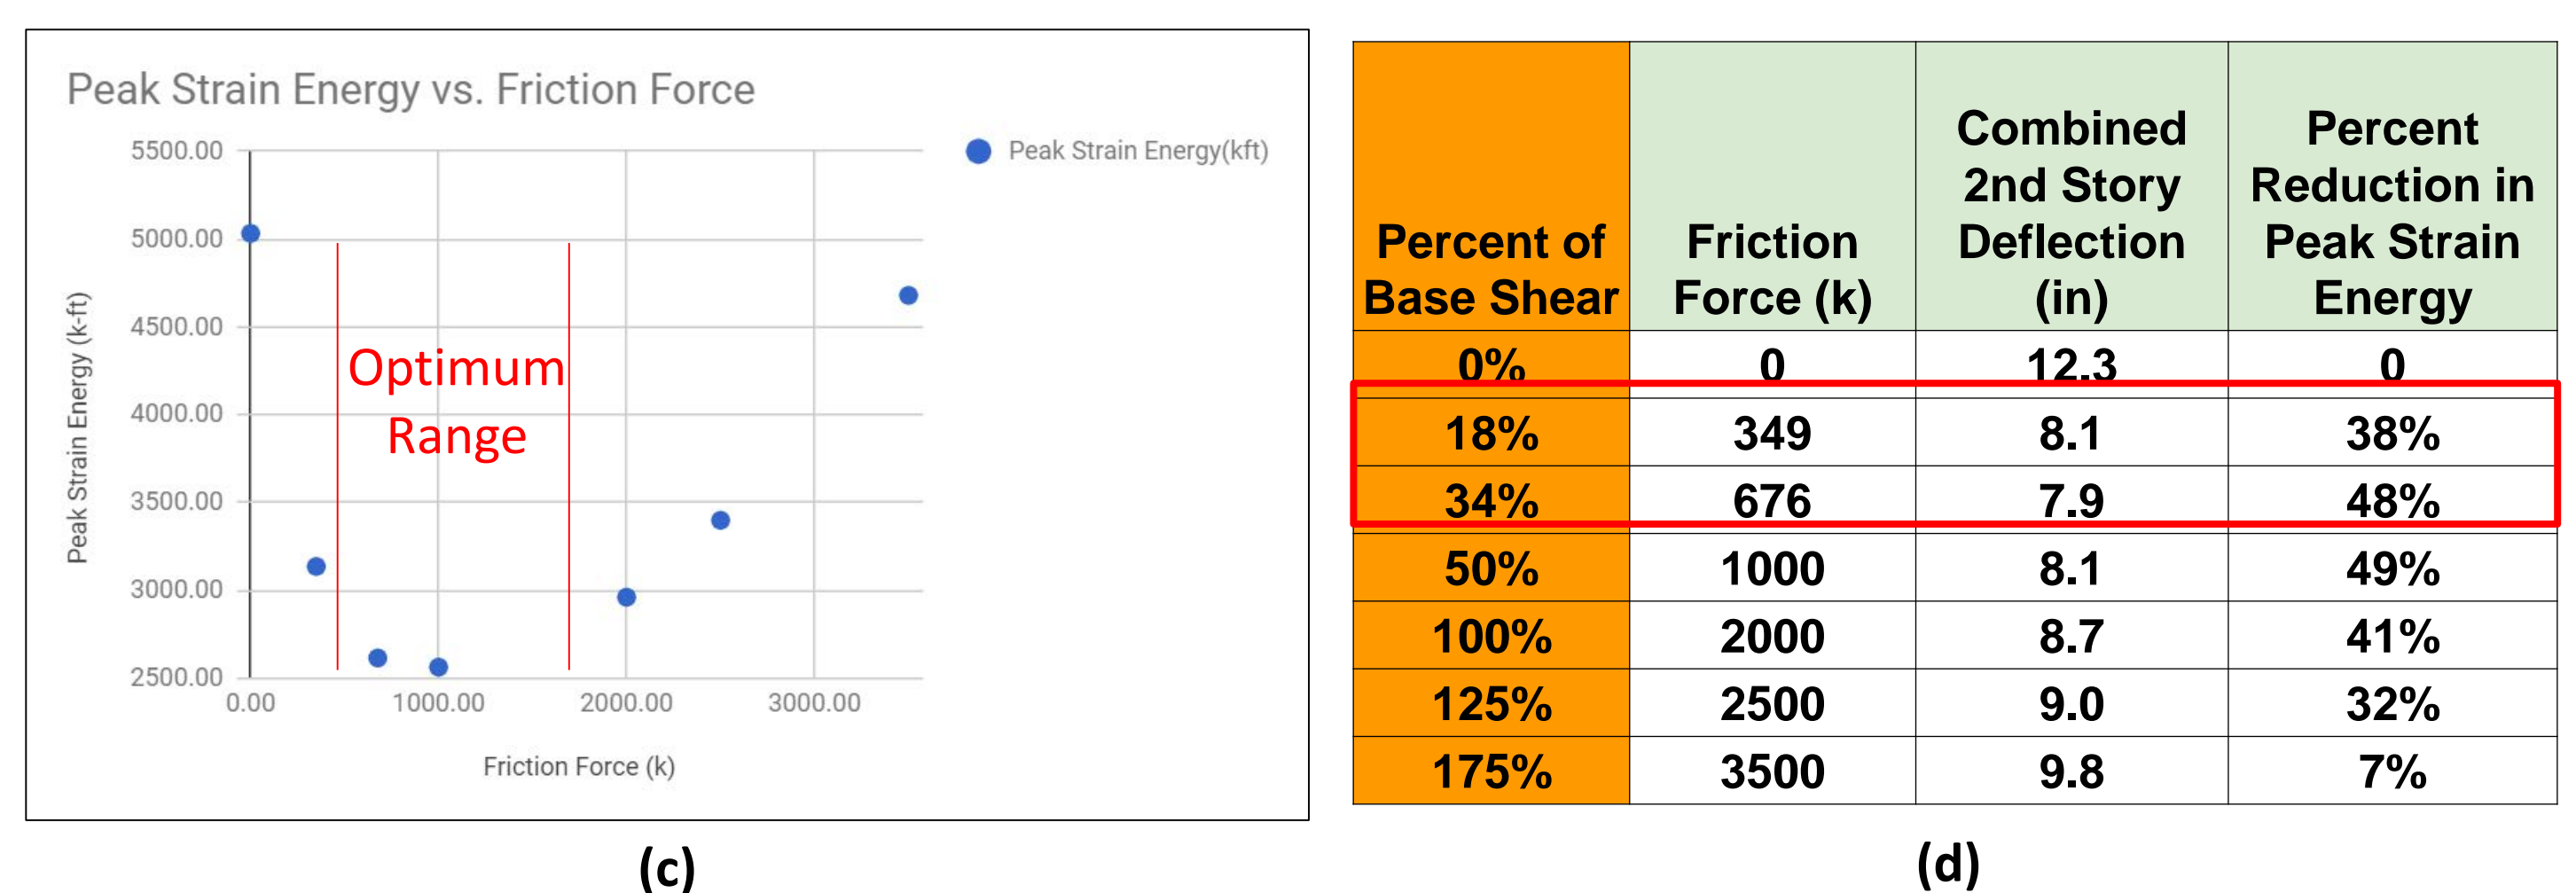 Peak Strain Energy vs. Friction Force
Peak Strain Energy(kft)
5500.00
5000.00
4500.00
4000.00
3500.00
3000.00
2500.00
Peak Strain Energy (k-ft)
Optimum
Range
0.00 1000.00 2000.00 3000.00
Friction Force (k)
(c)
Percent of
Base Shear
Friction
Force (k)
Combined
2nd Story
Deflection
(in)
Percent
Reduction in
Peak Strain
Energy
0% 0 12.3 0
18% 349 8.1 38%
34% 676 7.9 48%
50% 1000 8.1 49%
100% 2000 8.7 41%
125% 2500 9.0 32%
175% 3500 9.8 7%
(d)